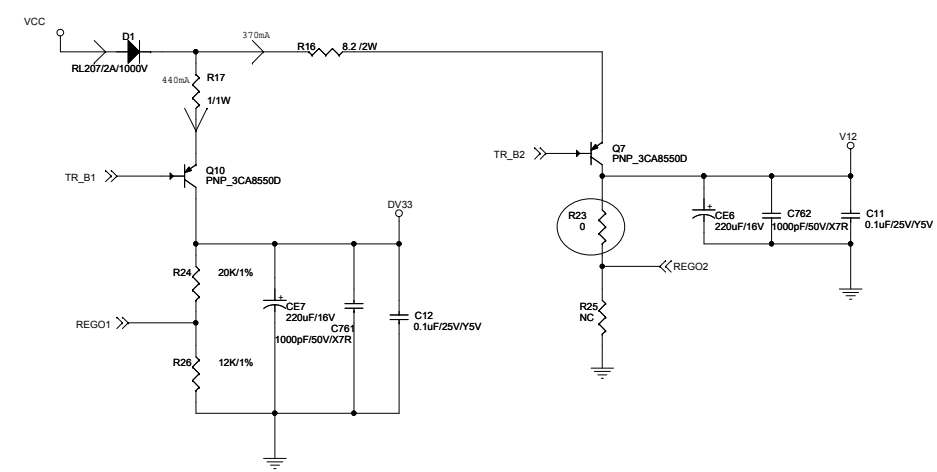 VCC
D1
RL207/2A/1000V
370mA
R16
8.2 /2W
440mA
R17
1/1W
TR_B1
Q10
PNP_3CA8550D
TR_B2
Q7
PNP_3CA8550D
V12
DV33
R23
0
CE6
220uF/16V
C762
1000pF/50V/X7R
C11
0.1uF/25V/Y5V
REGO2
R24
20K/1%
CE7
220uF/16V
C761
1000pF/50V/X7R
C12
0.1uF/25V/Y5V
R25
NC
REGO1
R26
12K/1%
+
+